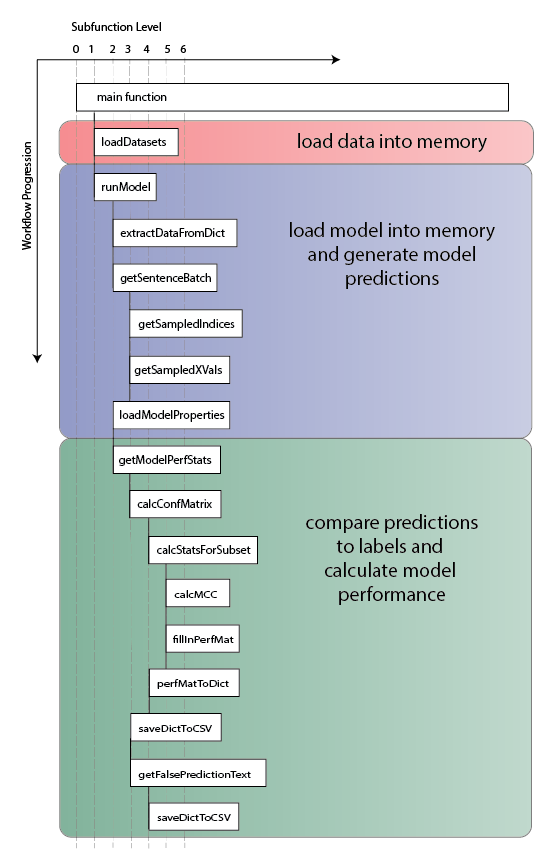 Subfunction Level
0 1 2 3 4 5 6
Workflow Progression
main function
loadDatasets
load data into memory
runModel
extractDataFromDict
load model into memory
and generate model
predictions
getSentenceBatch
getSampledIndices
getSampledXVals
loadModelProperties
getModelPerfStats
calcConfMatrix
compare predictions
to labels and
calculate model
performance
calcStatsForSubset
calcMCC
fillInPerfMat
perfMatToDict
saveDictToCSV
getFalsePredictionText
saveDictToCSV